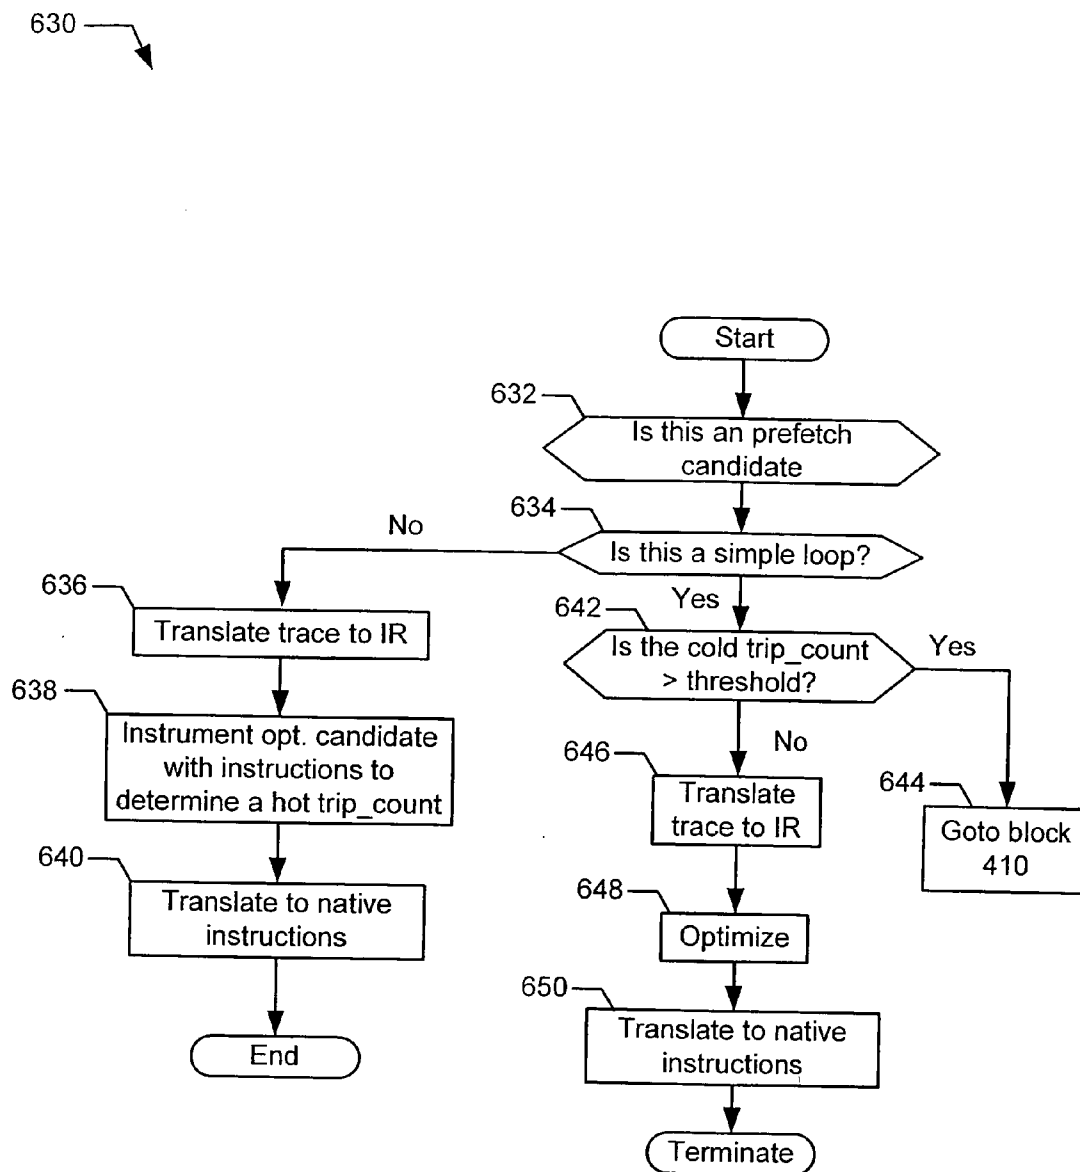 630
Start
632
Is this an prefetch
candidate
634
No
Is this a simple loop?
636
Translate trace to IR
Yes
642
Is the cold trip_count
> threshold?
Yes
638
Instrument opt. candidate
with instructions to
determine a hot trip_count
No
646
Translate
trace to IR
644
Goto block
410
640
Translate to native
instructions
648
Optimize
650
Translate to native
instructions
End
Terminate